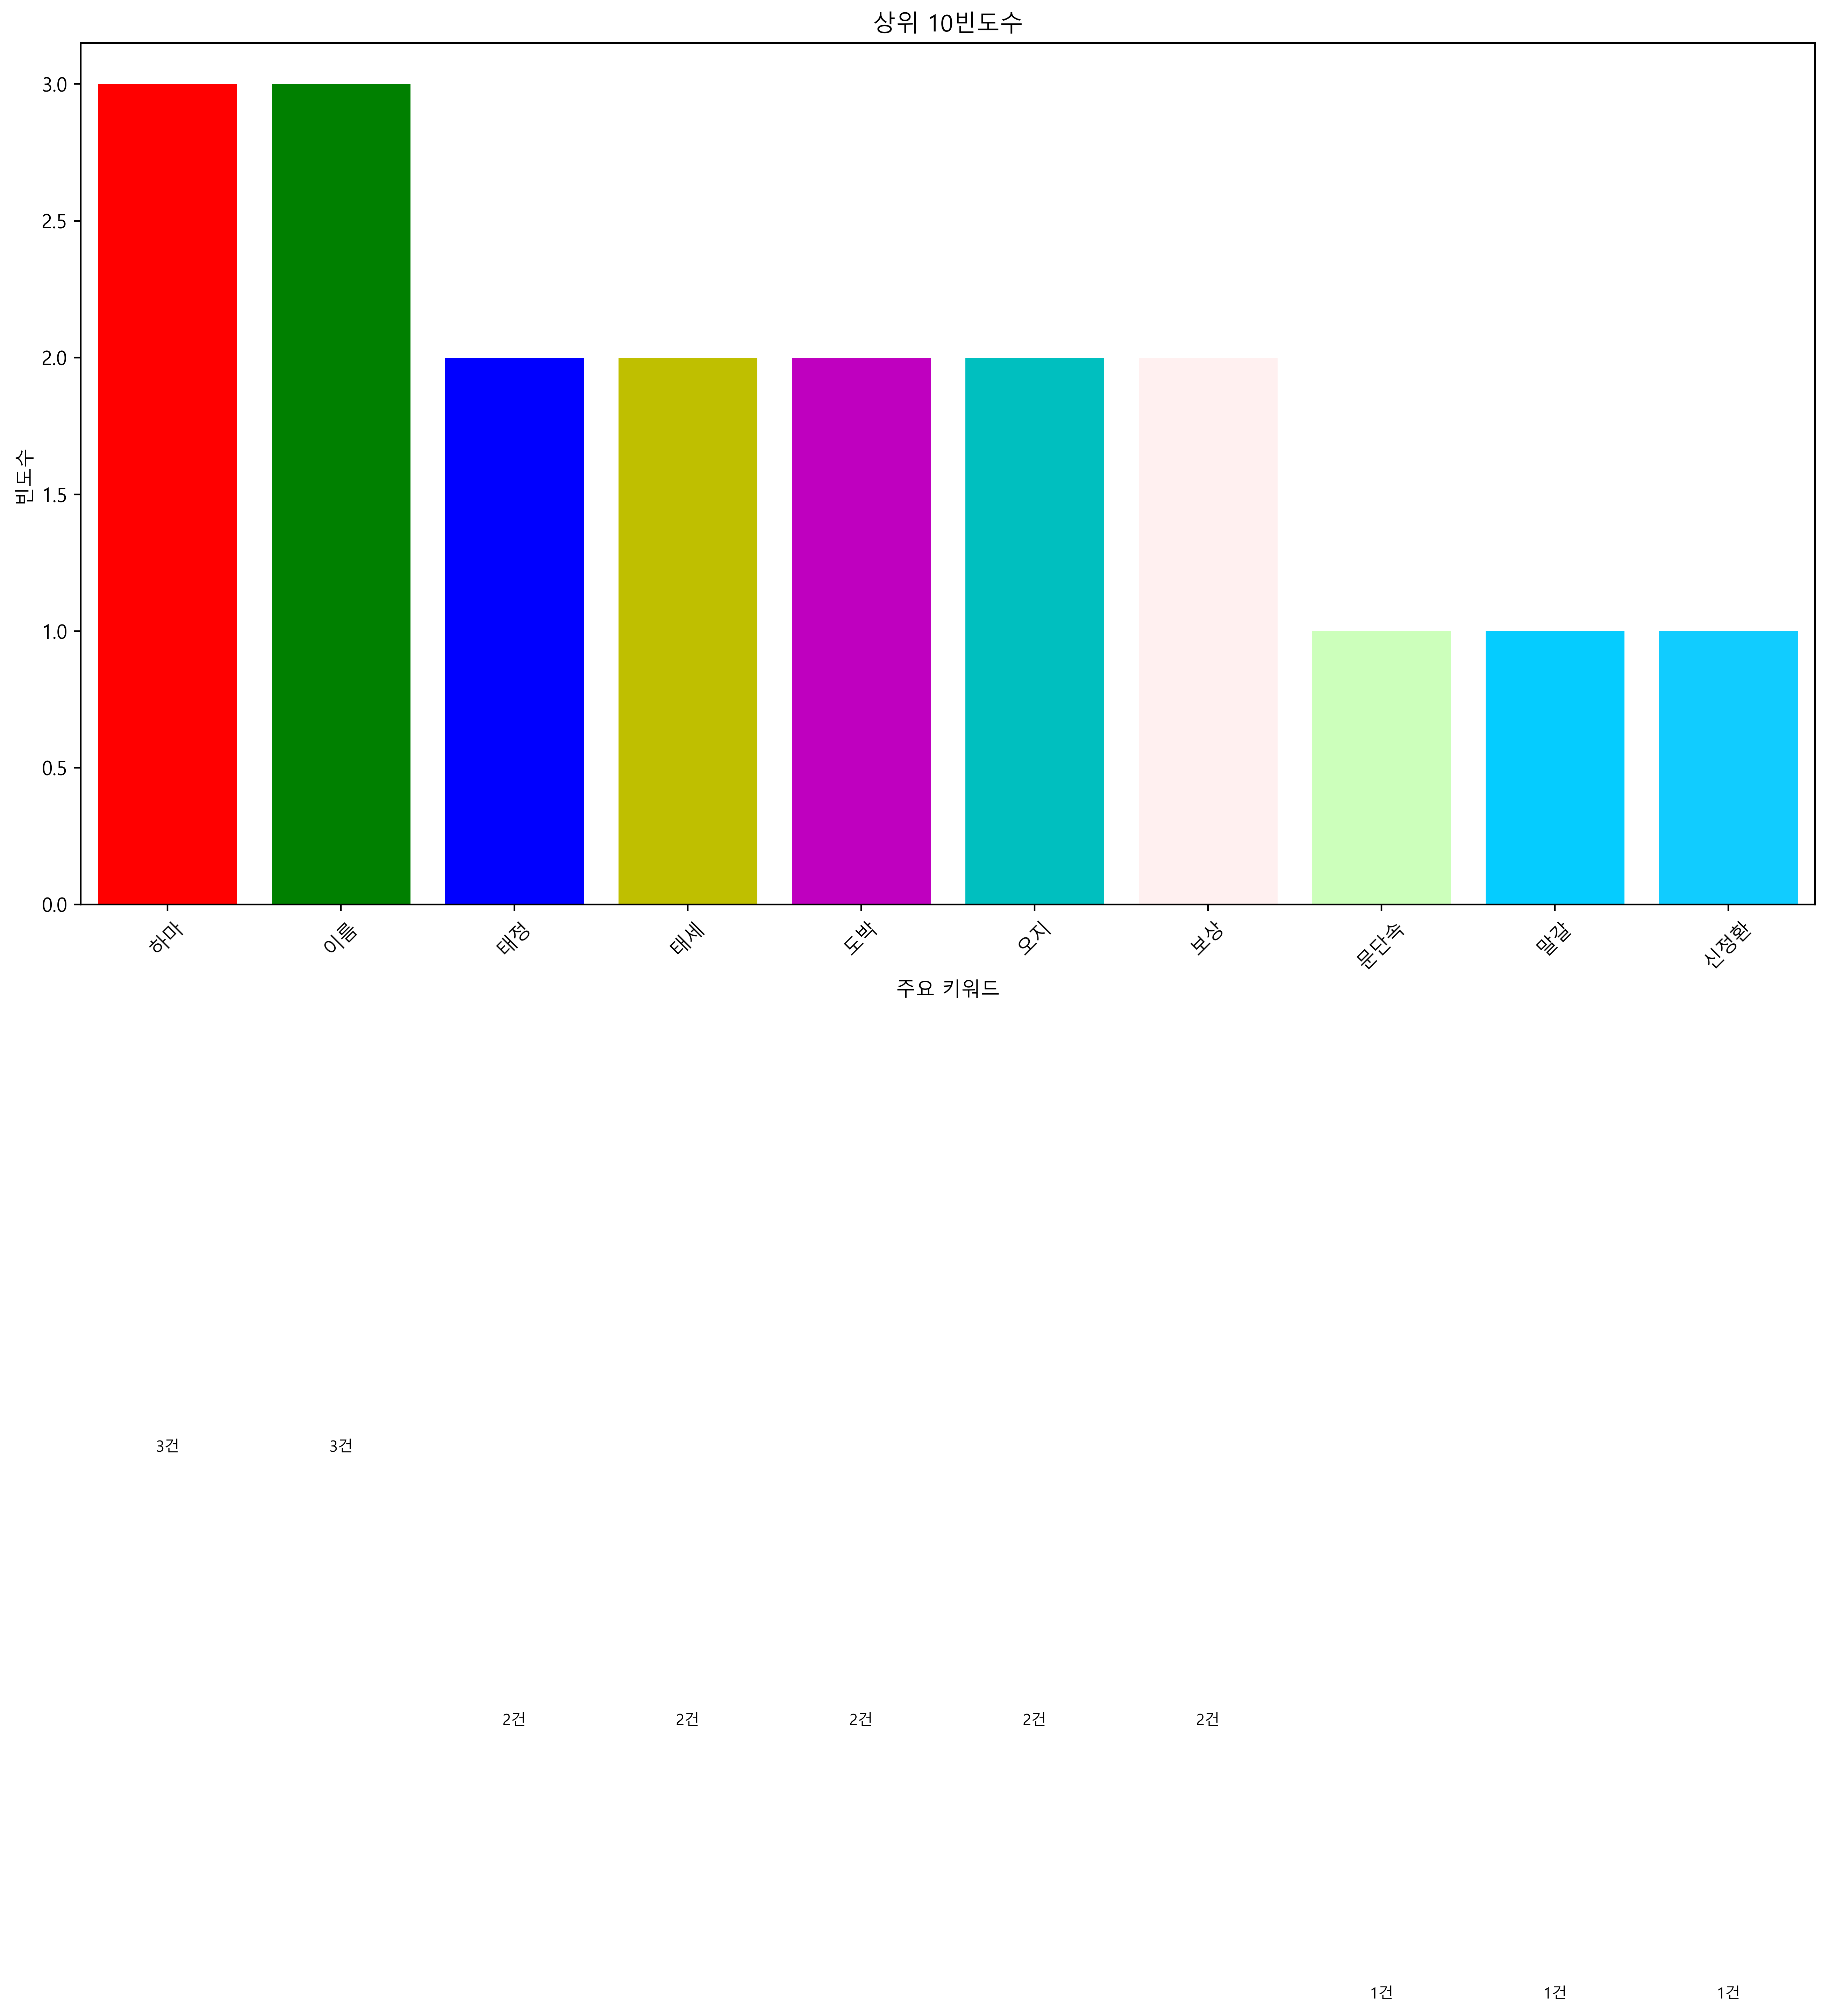 상위 10빈도수
3.0
2.5
2.0
1.5
1.0
0.5
0.0
빈도수
하마 이름 태정 태세 도박 오지 보상 문단속 말갈 신정환
주요 키워드
3건 3건
2건 2건 2건 2건 2건
1건 1건 1건